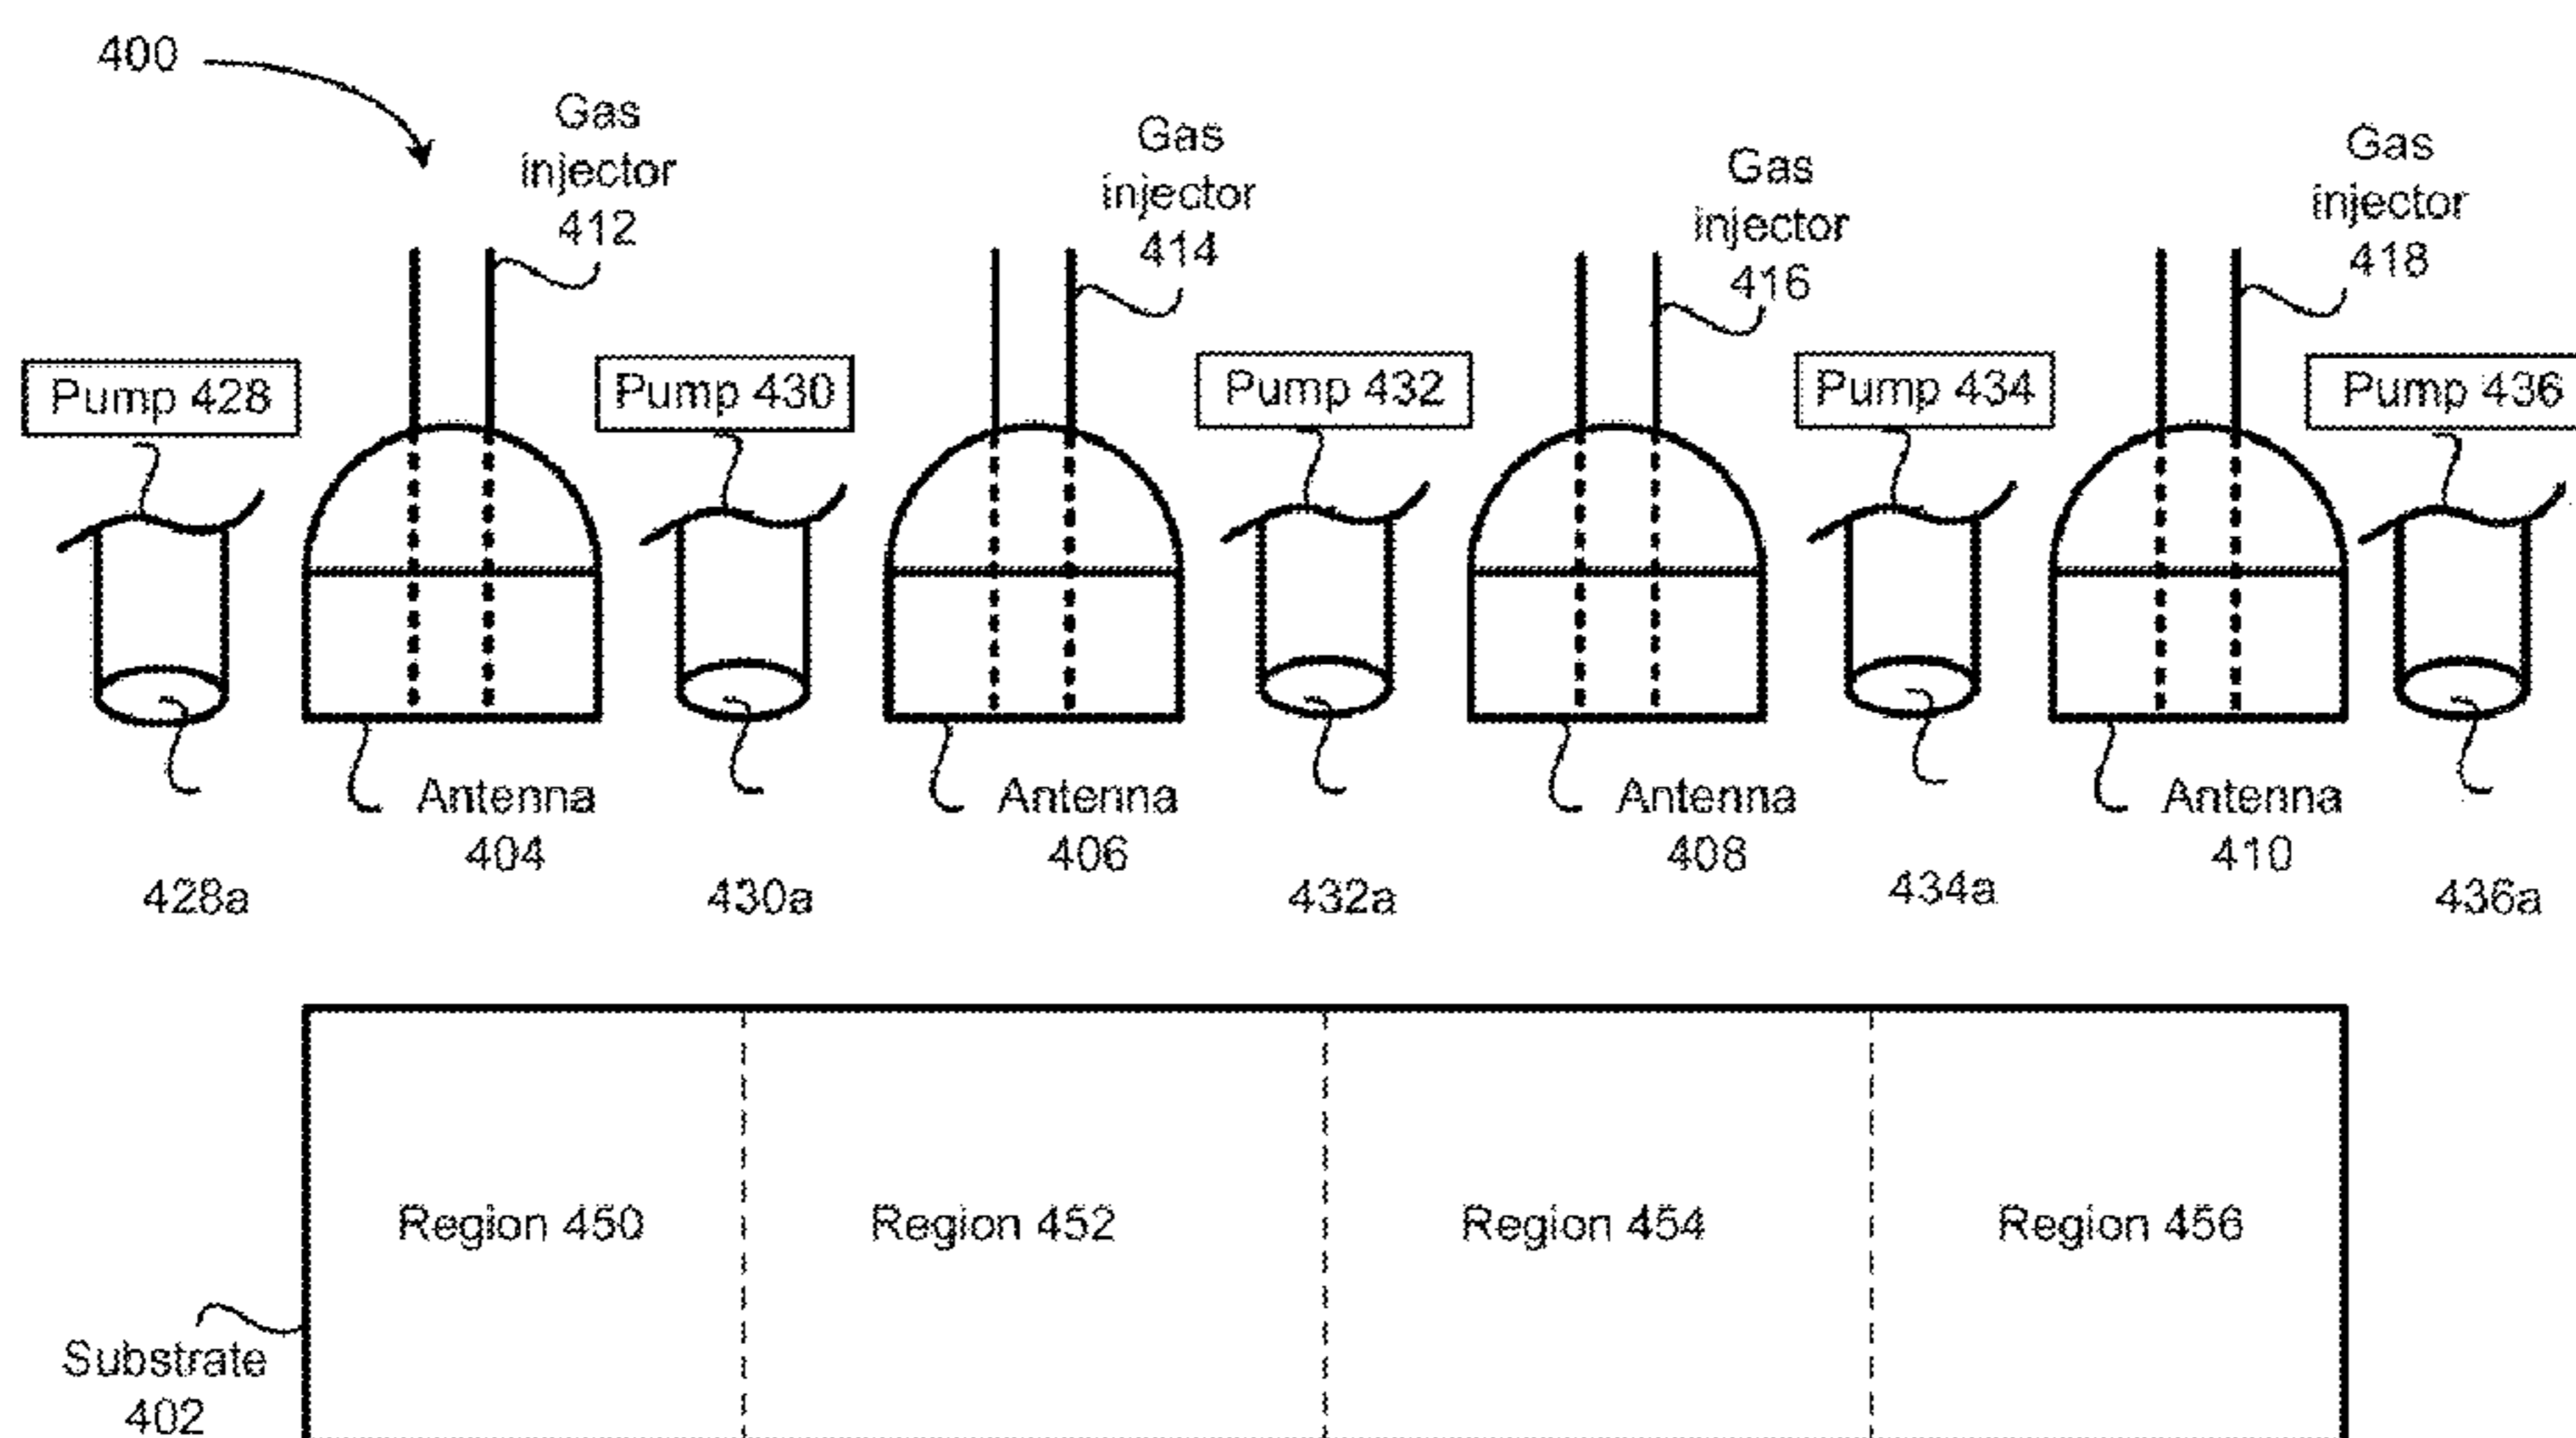 400
Gas
injector
412
Gas
injector
414
Gas
injector
416
Gas
injector
418
Pump 428
Pump 430
Pump 432
Pump 434
Pump 436
Antenna
404
Antenna
406
Antenna
408
Antenna
410
428a
430a
432a
434a
436a
Region 450
Region 452
Region 454
Region 456
Substrate
402